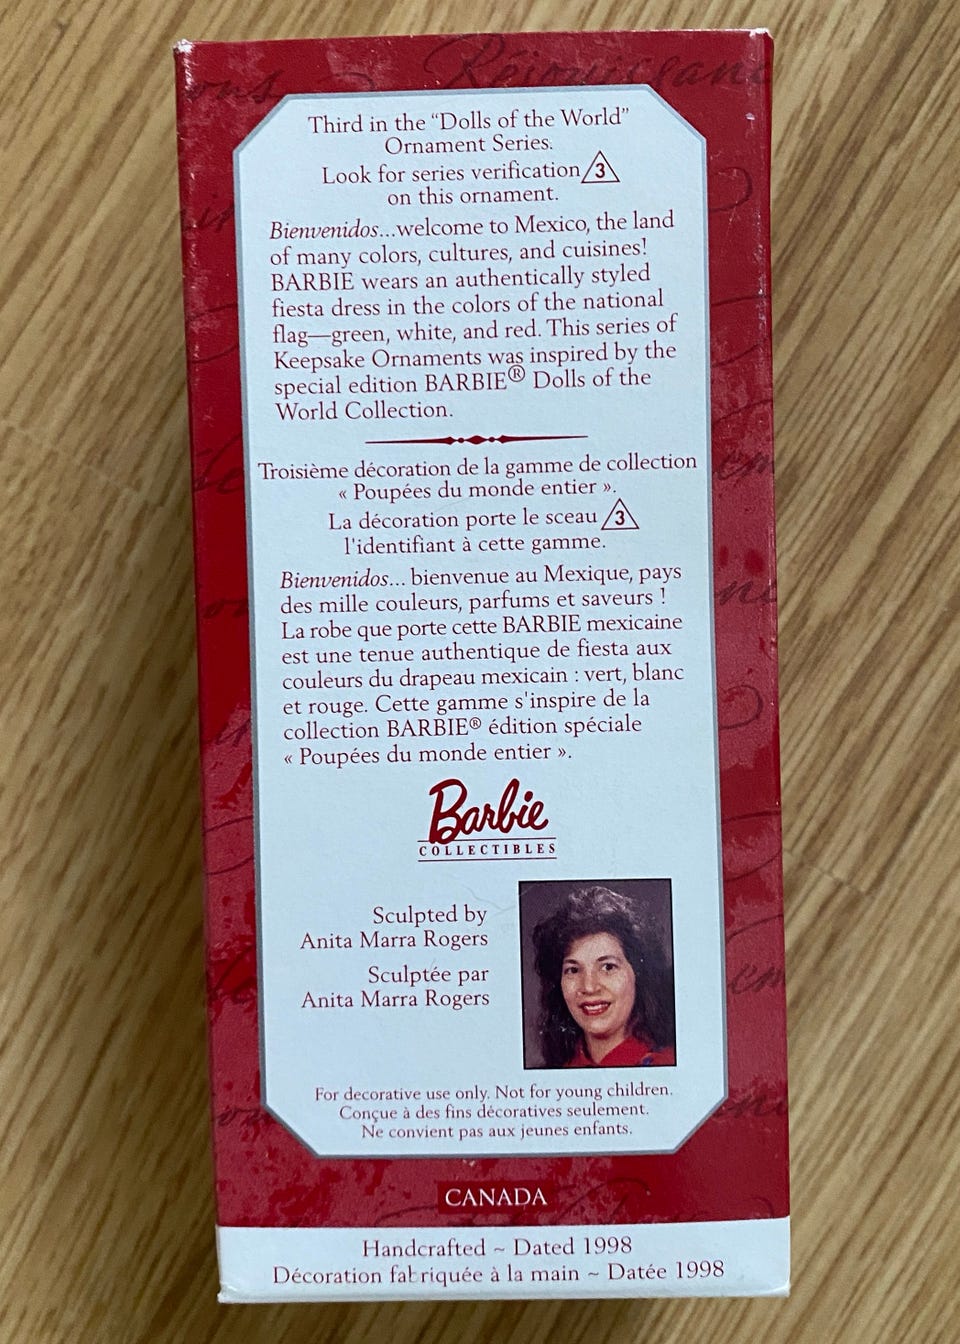 Réjouissanc
Third in the “Dolls of the World”
Ornament Series.
Look for series verification 3
on this ornament.
Bienvenidos...welcome to Mexico, the land
of many colors, cultures, and cuisines!
BARBIE wears an authentically styled
fiesta dress in the colors of the national
flag—green, white, and red. This series of
Keepsake Ornaments was inspired by the
special edition BARBIE® Dolls of the
World Collection.
Troisième décoration de la gamme de collection
« Poupées du monde entier ».
La décoration porte le sceau 3
l'identifiant à cette gamme.
Bienvenidos... bienvenue au Mexique, pays
des mille couleurs, parfums et saveurs !
La robe que porte cette BARBIE mexicaine
est une tenue authentique de fiesta aux
couleurs du drapeau mexicain : vert, blanc
et rouge. Cette gamme s'inspire de la
collection BARBIE® édition spéciale
« Poupées du monde entier ».
Barbie
COLLECTIBLES
Sculpted by
Anita Marra Rogers
Sculptée par
Anita Marra Rogers
For decorative use only. Not for young children.
Conçue à des fins décoratives seulement.
Ne convient pas aux jeunes enfants.
CANADA
Handcrafted ~ Dated 1998
Décoration fabriquée à la main ~ Datée 1998